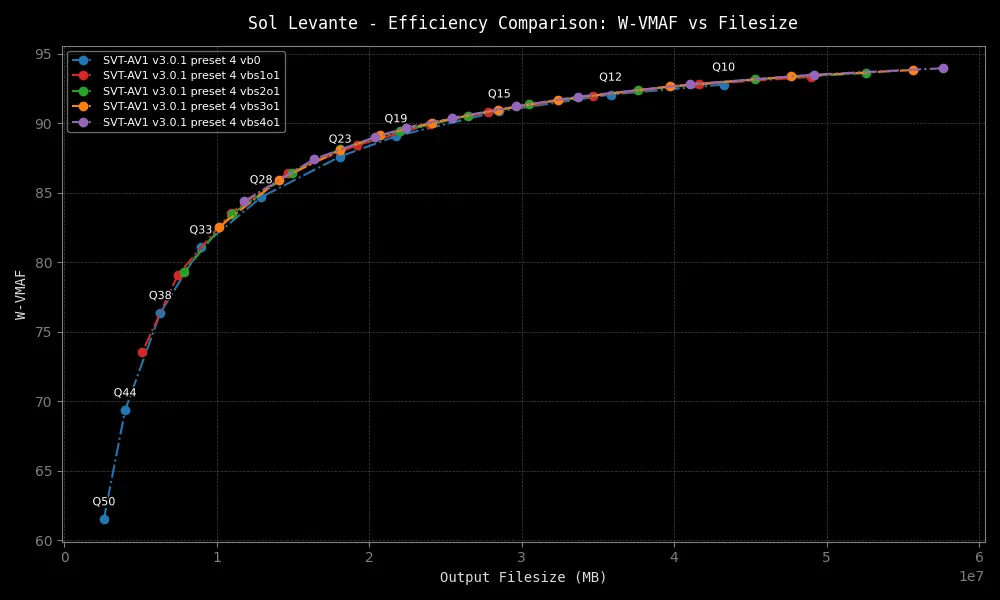 Sol Levante - Efficiency Comparison: W-VMAF vs Filesize
SVT-AV1 v3.0.1 preset 4 vb0
SVT-AV1 v3.0.1 preset 4 vbs1o1
SVT-AV1 v3.0.1 preset 4 vbs2o1
SVT-AV1 v3.0.1 preset 4 vbs3o1
SVT-AV1 v3.0.1 preset 4 vbs4o1
W-VMAF
95
90
85
80
75
70
65
60
Q10
Q12
Q15
Q19
Q23
Q28
Q33
Q38
Q44
Q50
0 1 2 3 4 5 6
1e7
Output Filesize (MB)